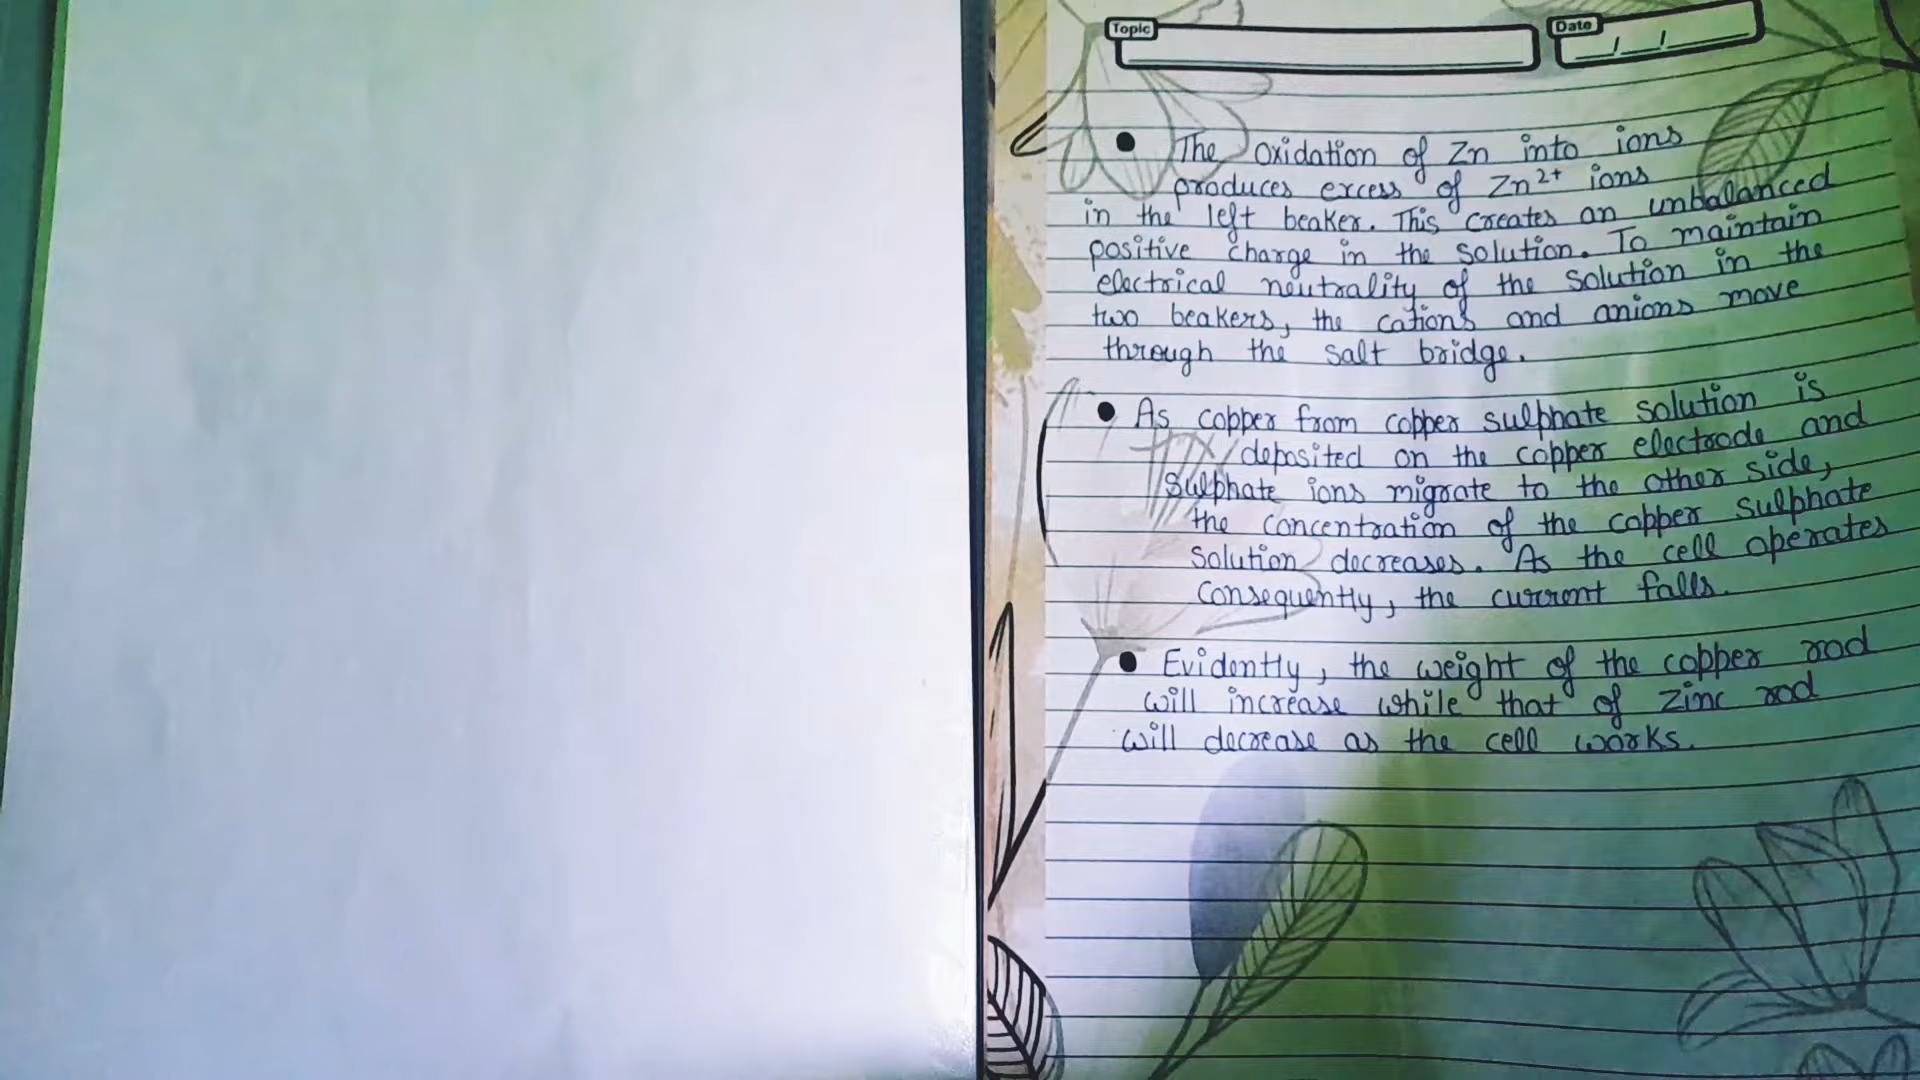 Topic
Date
The oxidation of Zn into ions
produces excess of Zn2+ ions
in the left beaker. This creates an unbalanced
positive charge in the solution. To maintain
electrical neutrality of the solution in the
two beakers, the cations and anions move
through the salt bridge.
As copper from copper sulphate solution is
deposited on the copper electrode and
sulphate ions migrate to the other side,
the concentration of the copper sulphate
solution decreases. As the cell operates
consequently, the current falls.
Evidently, the weight of the copper rod
will increase while that of zinc rod
will decrease as the cell works.